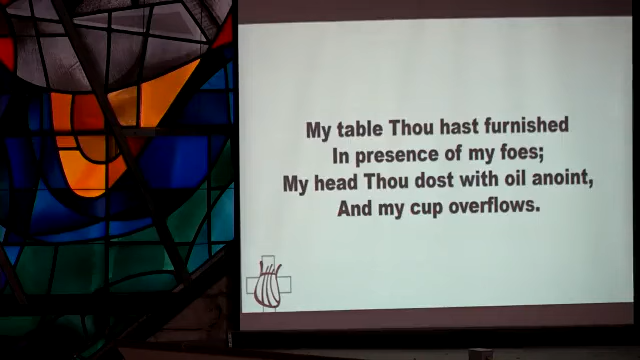 My table Thou hast furnished
In presence of my foes;
My head Thou dost with oil anoint,
And my cup overflows.